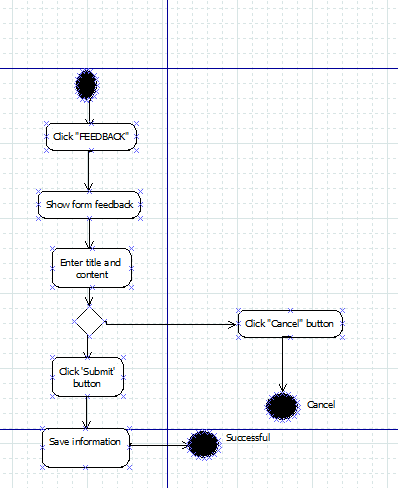 Click "FEEDBACK"
Show form feedback
Enter title and
content
Click "Cancel" button
Click 'Submit'
button
Cancel
Save information
Successful